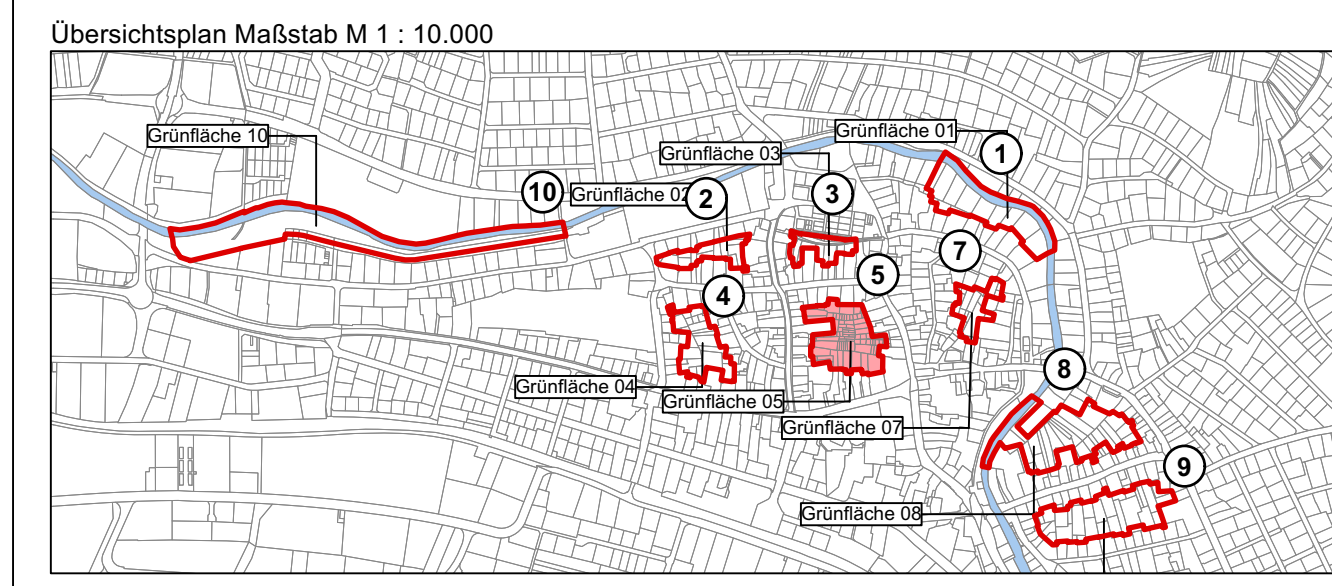 Übersichtsplan Maßstab M 1 : 10.000
Grünfläche 10
Grünfläche 01
1
Grünfläche 03
10
Grünfläche 02
2
3
7
5
4
8
Grünfläche 04
Grünfläche 05
Grünfläche 07
9
Grünfläche 08